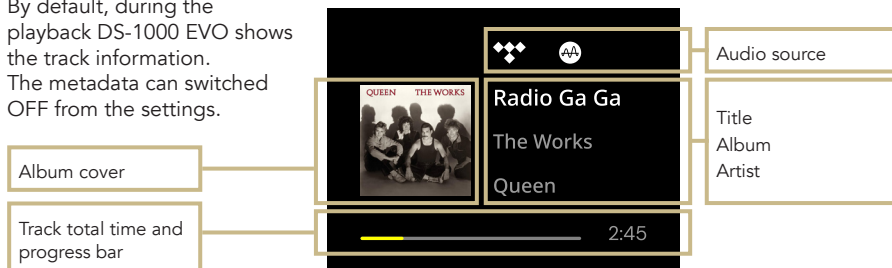 By default, during the
playback DS-1000 EVO shows
the track information.
The metadata can switched
OFF from the settings.
Audio source
QUEEN THE WORKS
Radio Ga Ga
The Works
Queen
Title
Album
Artist
Album cover
Track total time and
progress bar
2:45